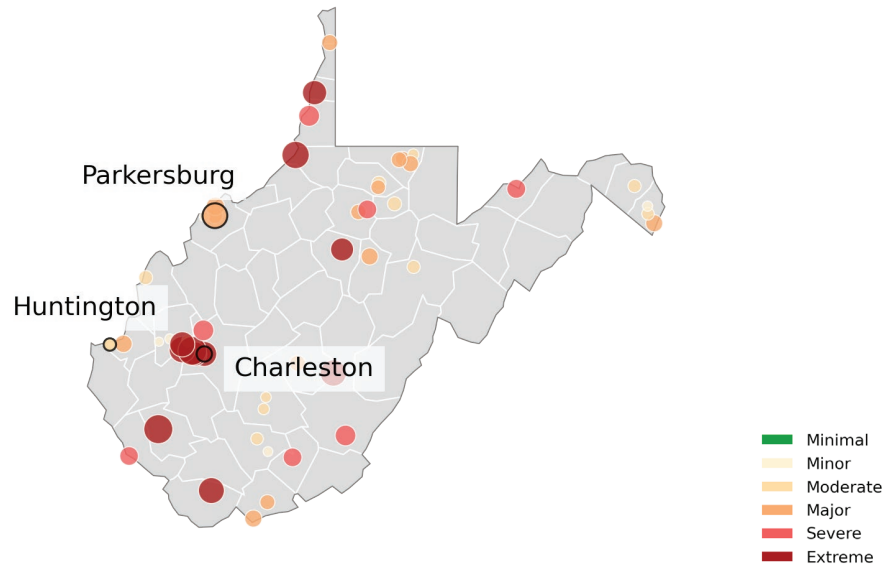 Parkersburg
Huntington
Charleston
Minimal
Minor
Moderate
Major
Severe
Extreme